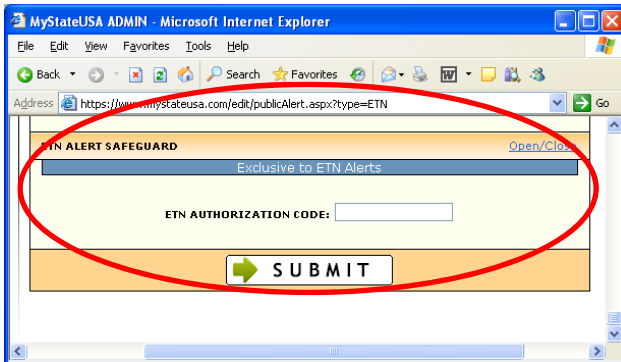 MyStateUSA ADMIN - Microsoft Internet Explorer
File Edit View Favorites Tools Help
Back Search Favorites
Address https://www.mystateusa.com/edit/publicAlert.aspx?type=ETN Go
ETN ALERT SAFEGUARD Open/Close
Exclusive to ETN Alerts
ETN AUTHORIZATION CODE:
SUBMIT